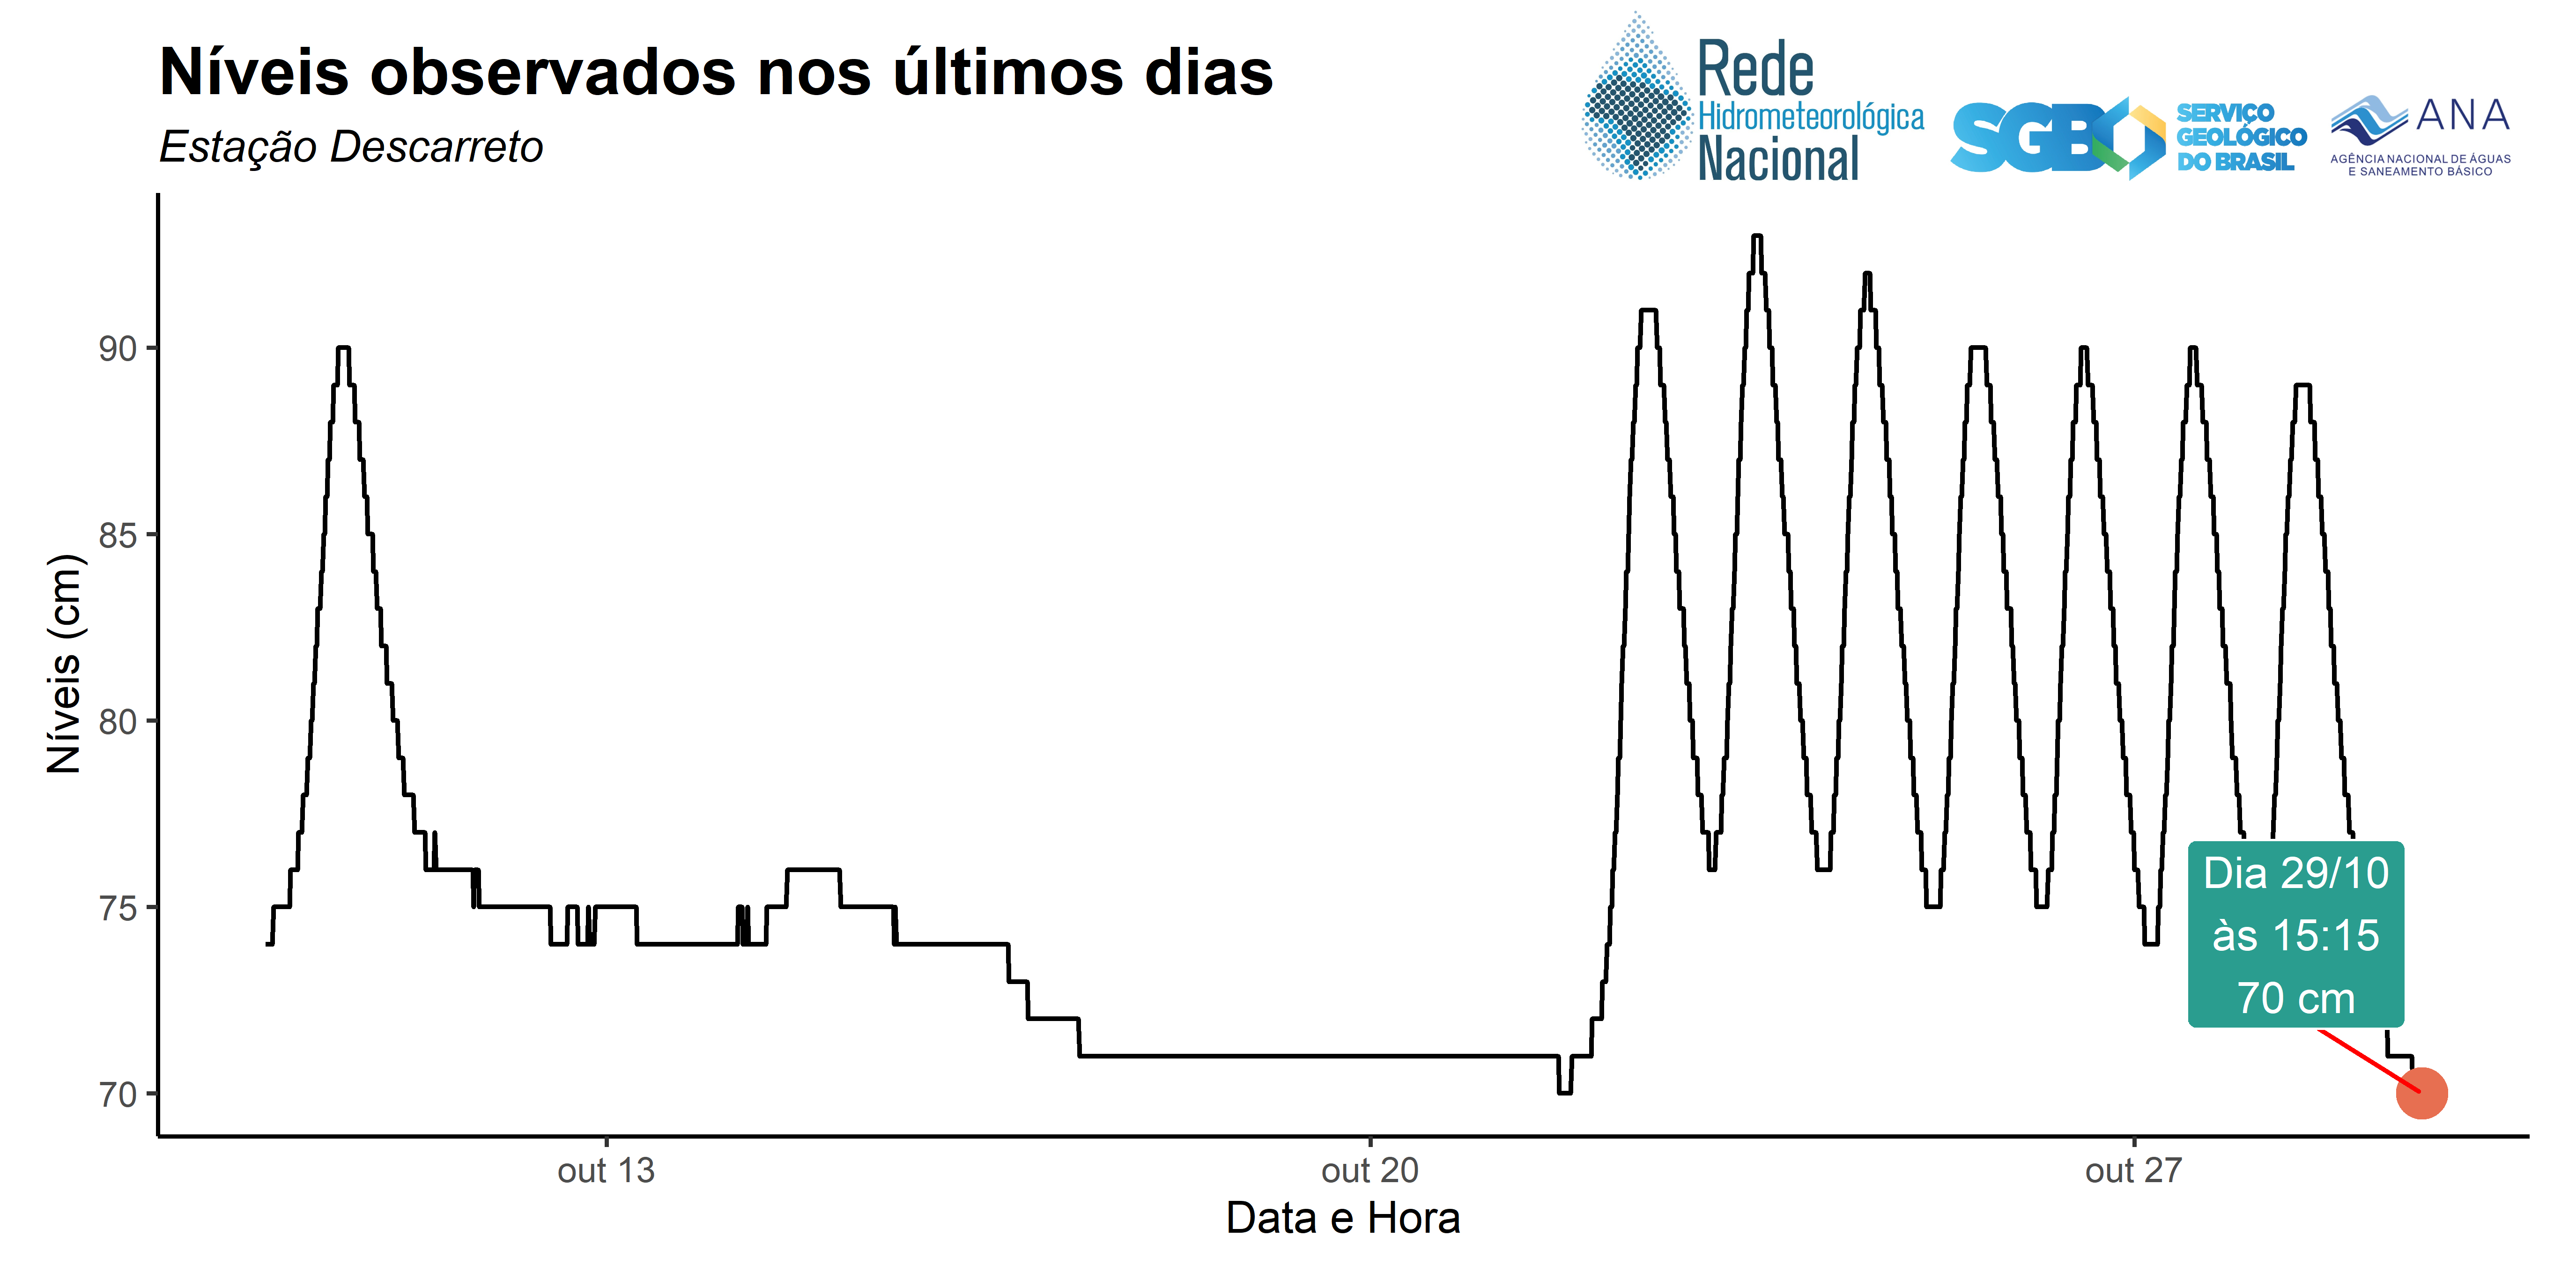 Níveis observados nos últimos dias
Estação Descarreto
Rede
Hidrometeorológica
Nacional
SGB
SERVIÇO
GEOLÓGICO
DO BRASIL
ANA
AGÊNCIA NACIONAL DE ÁGUAS
E SANEAMENTO BÁSICO
Níveis (cm)
90
85
80
75
70
Dia 29/10
às 15:15
70 cm
out 13
out 20
out 27
Data e Hora